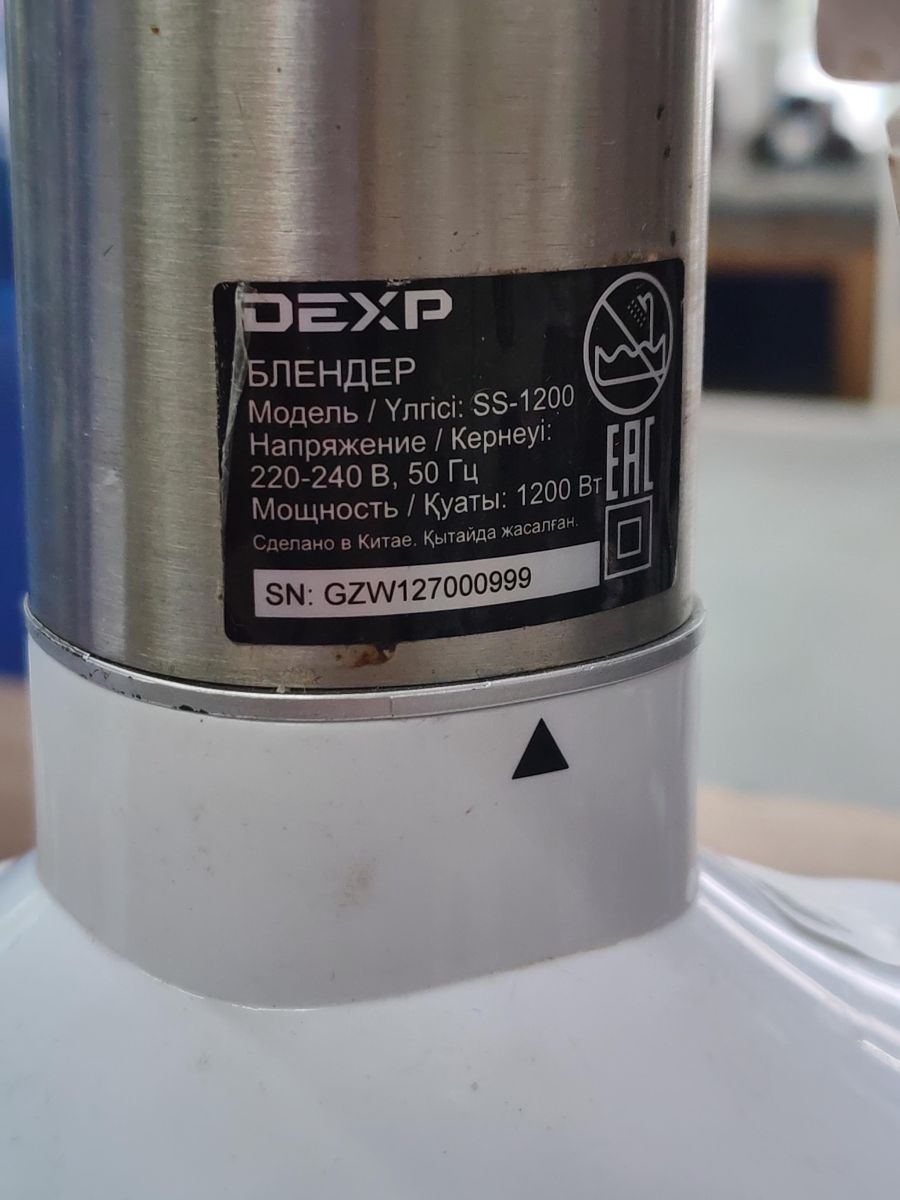 DEXP
БЛЕНДЕР
Модель / Үлгісі: SS-1200
Напряжение / Кернеуі:
220-240 В, 50 Гц
Мощность / Қуаты: 1200 Вт
Сделано в Китае. Қытайда жасалған.
SN: GZW127000999
EAC